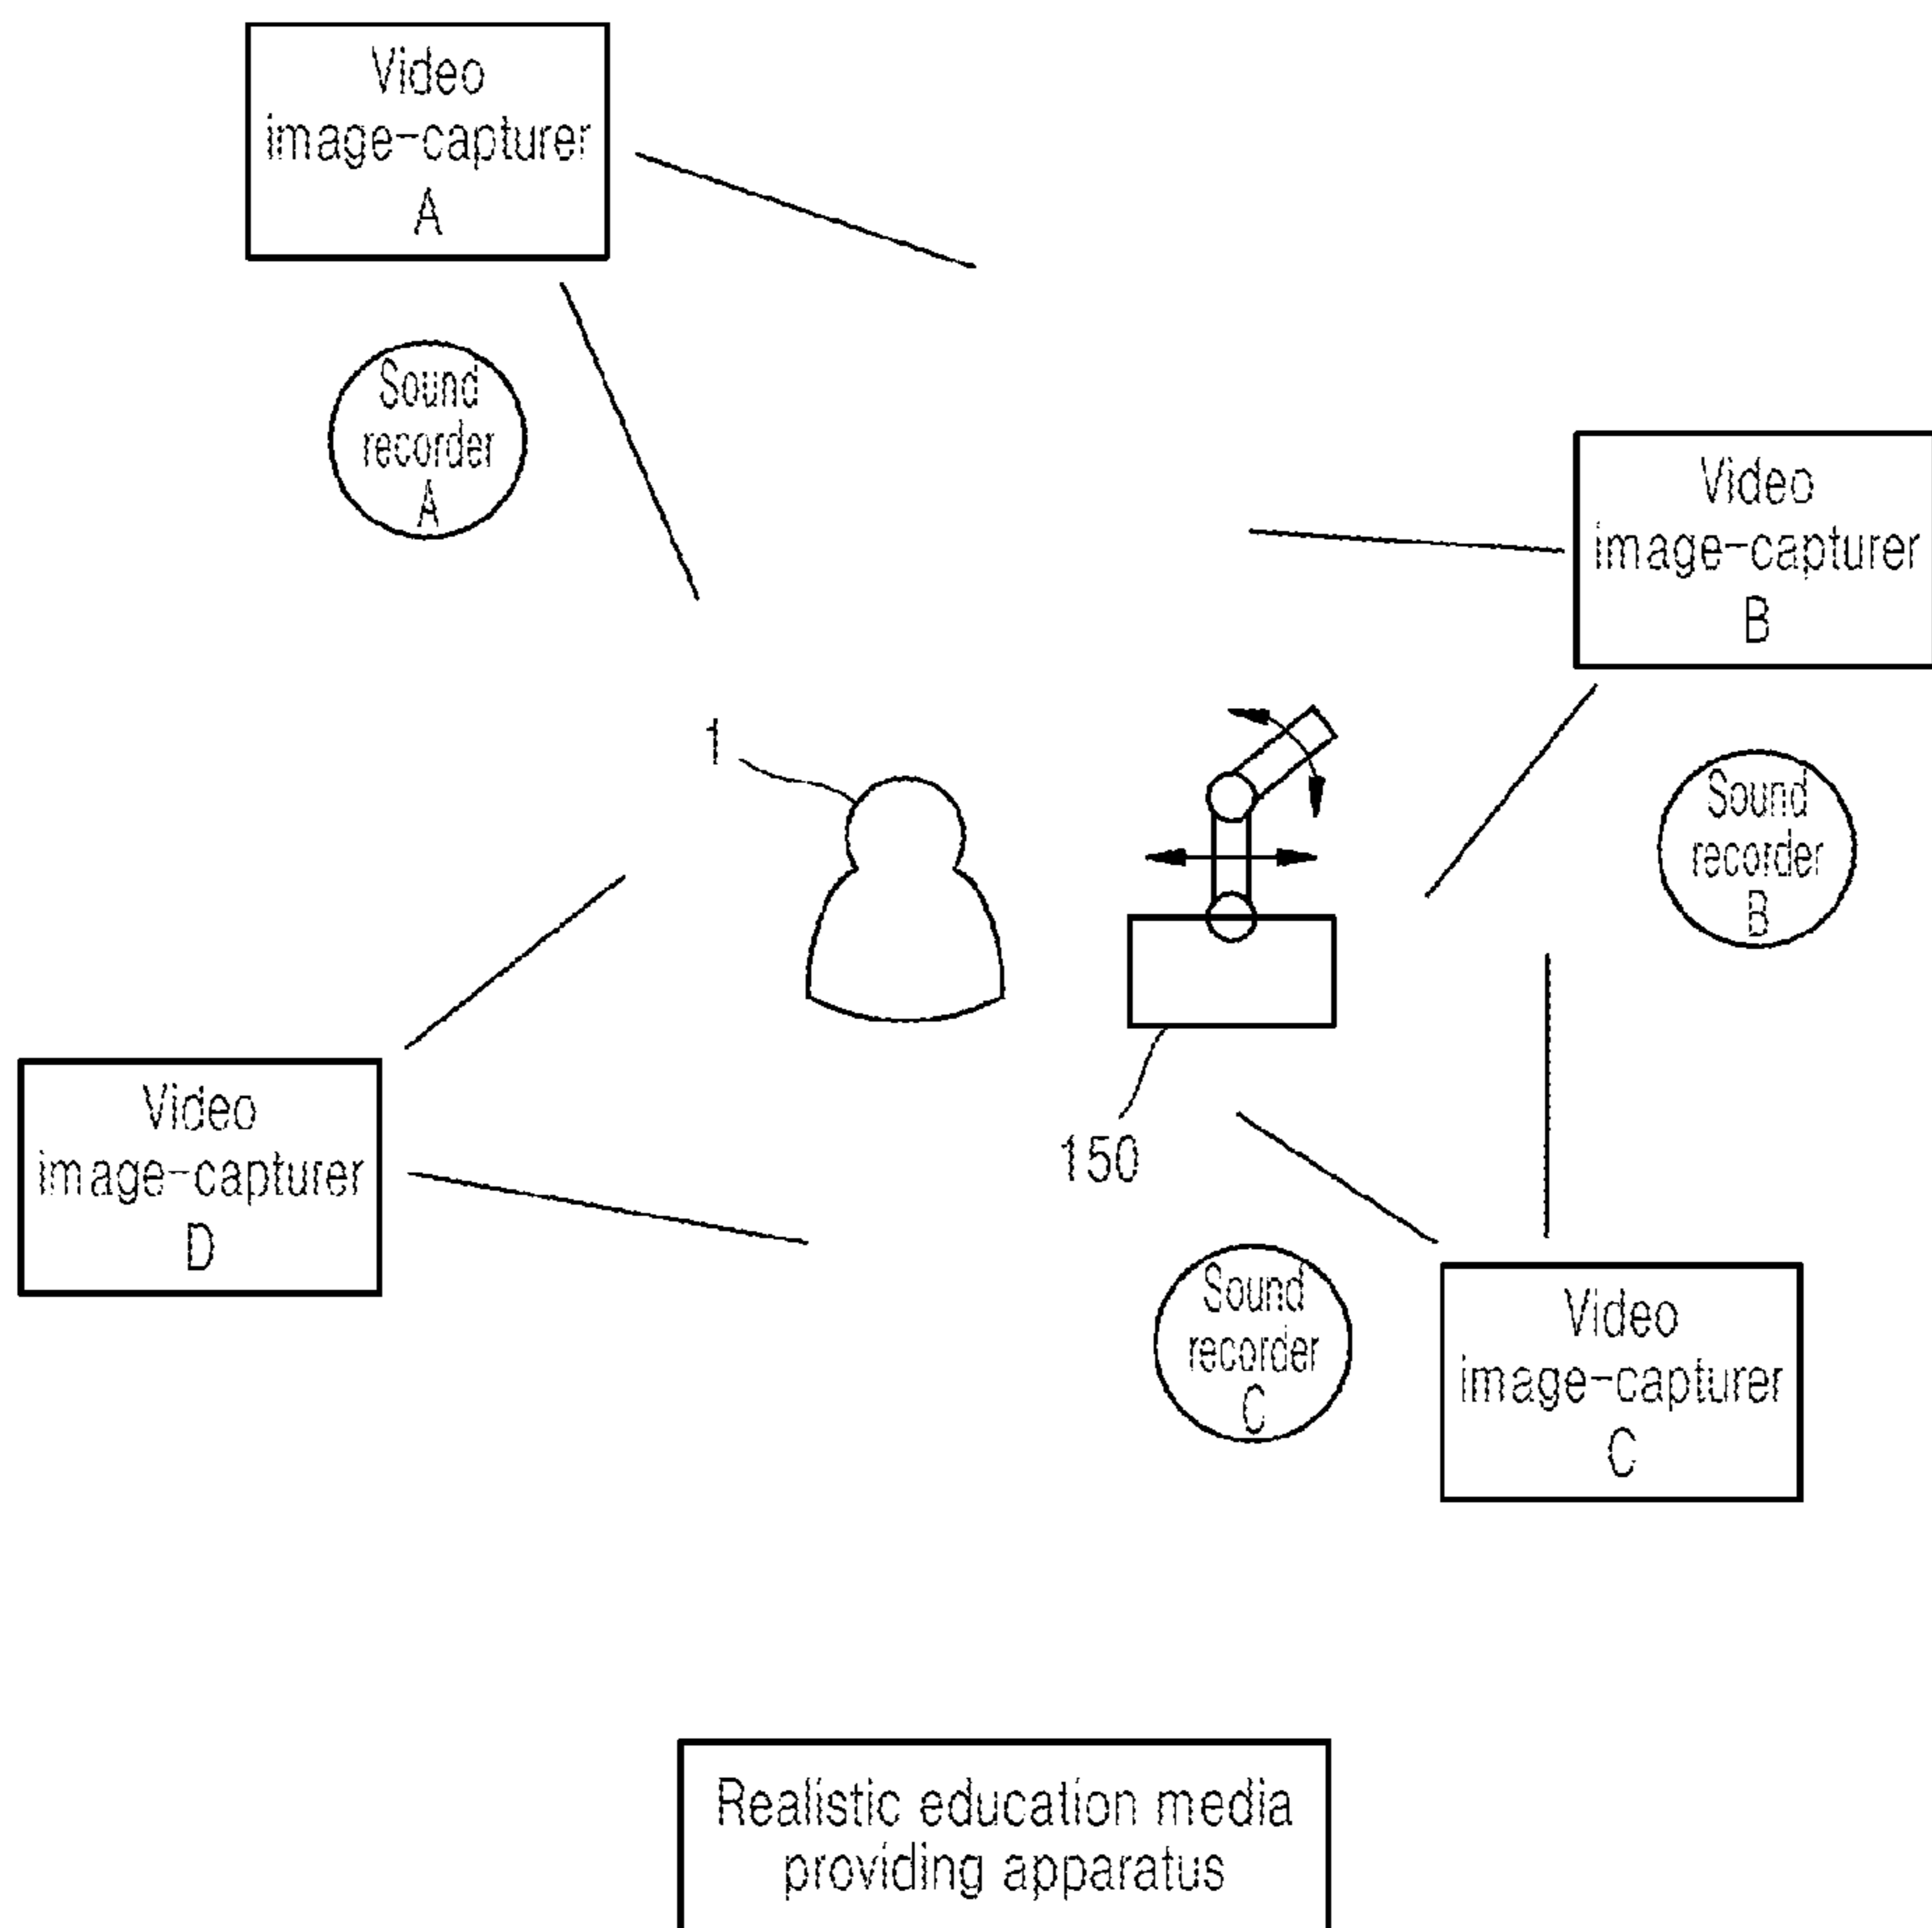 Video
image-capturer
A
Sound
recorder
A
Video
image-capturer
B
1
Sound
recorder
B
Video
image-capturer
D
150
Sound
recorder
C
Video
image-capturer
C
Realistic education media
providing apparatus